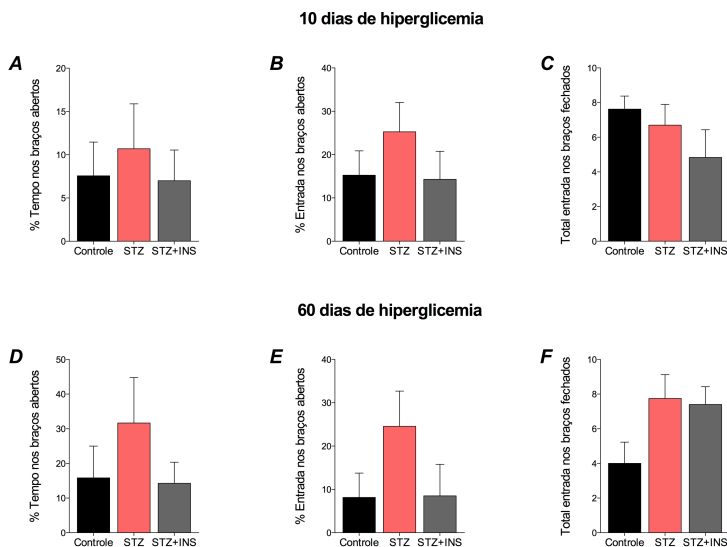 10 dias de hiperglicemia
A
% Tempo nos braços abertos
20
15
10
5
0
Controle STZ STZ+INS
B
% Entrada nos braços abertos
40
30
20
10
0
Controle STZ STZ+INS
C
Total entrada nos braços fechados
10
8
6
4
2
0
Controle STZ STZ+INS
60 dias de hiperglicemia
D
% Tempo nos braços abertos
50
40
30
20
10
0
Controle STZ STZ+INS
E
% Entrada nos braços abertos
40
30
20
10
0
Controle STZ STZ+INS
F
Total entrada nos braços fechados
10
8
6
4
2
0
Controle STZ STZ+INS